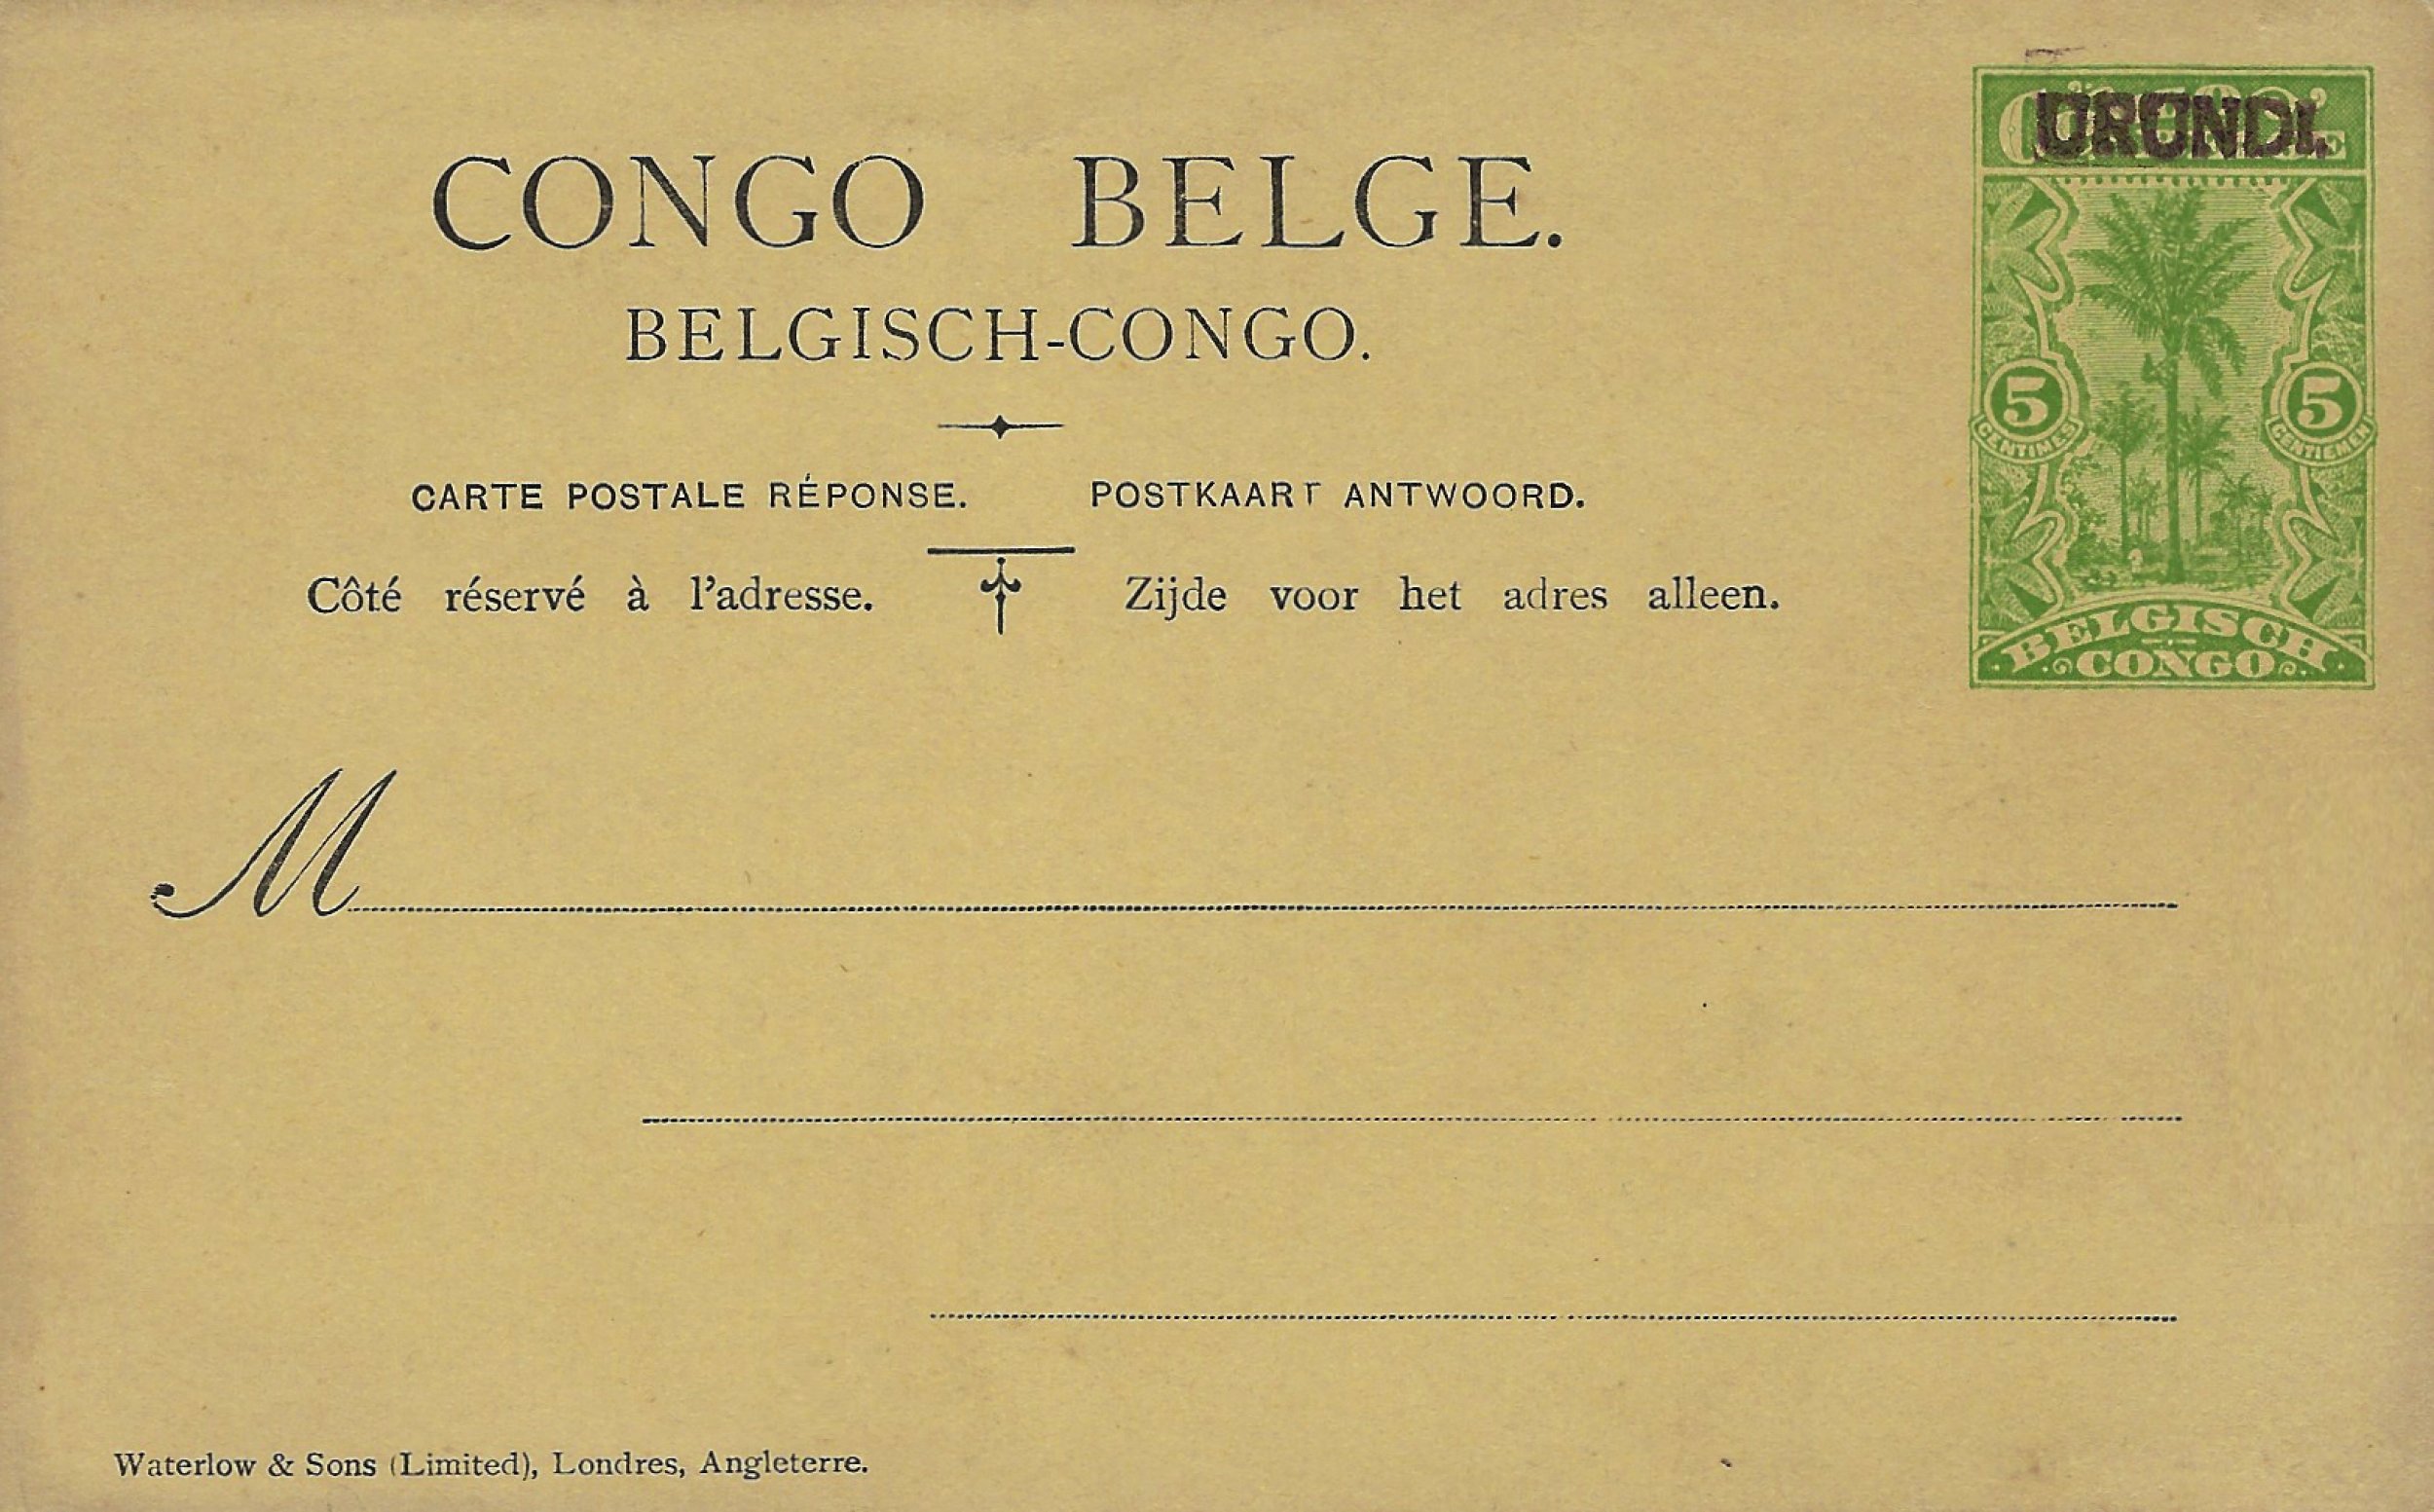 CONGO BELGE.
BELGISCH-CONGO.
CARTE POSTALE RÉPONSE. POSTKAART ANTWOORD.
Côté réservé à l'adresse. Zijde voor het adres alleen.
M
Waterlow & Sons (Limited), Londres, Angleterre.
URUNDI.
5 5
CENTIMES CENTIEMEN
BELGISCH
CONGO